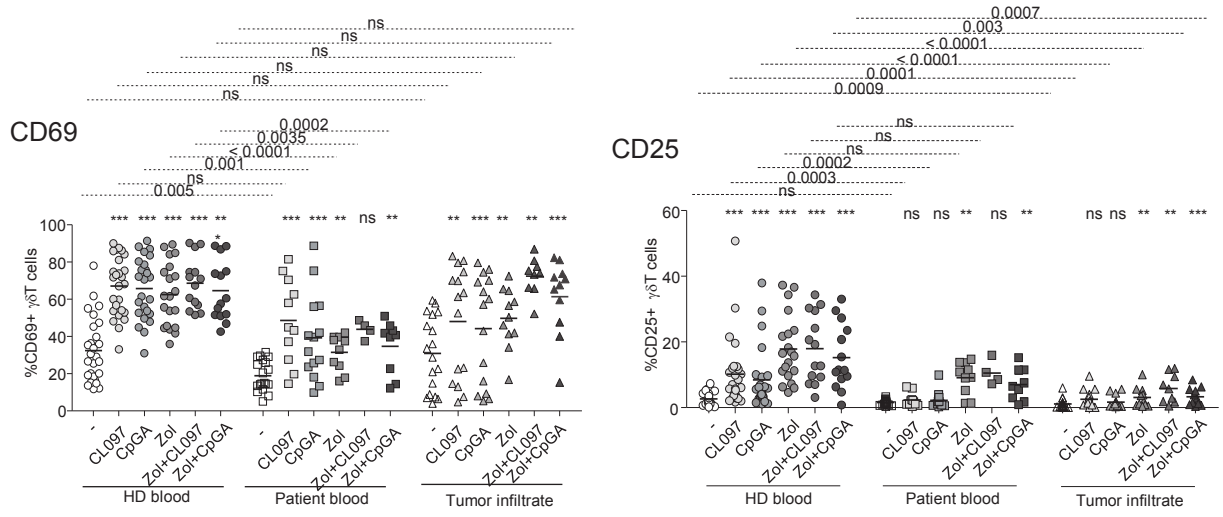 ns
ns
ns
ns
ns
ns
CD69
0.0002
0.0035
< 0.0001
0.001
ns
0.005
*** *** *** *** ** *** *** ** ns ** ** *** ** ** ***
*
%CD69+ γδT cells
100
80
60
40
20
0
- CL097 CpGA Zol Zol+CL097 Zol+CpGA
- CL097 CpGA Zol Zol+CL097 Zol+CpGA
- CL097 CpGA Zol Zol+CL097 Zol+CpGA
HD blood Patient blood Tumor infiltrate
0.0007
0.003
< 0.0001
< 0.0001
0.0001
0.0009
CD25
ns
ns
ns
0.0002
0.0003
ns
*** *** *** *** *** ns ns ** ns ** ns ns ** ** ***
%CD25+ γδT cells
60
40
20
0
- CL097 CpGA Zol Zol+CL097 Zol+CpGA
- CL097 CpGA Zol Zol+CL097 Zol+CpGA
- CL097 CpGA Zol Zol+CL097 Zol+CpGA
HD blood Patient blood Tumor infiltrate